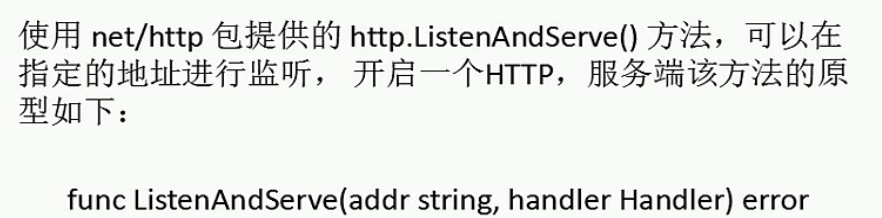 使用 net/http 包提供的 http.ListenAndServe() 方法，可以在
指定的地址进行监听， 开启一个HTTP，服务端该方法的原
型如下：
func ListenAndServe(addr string, handler Handler) error